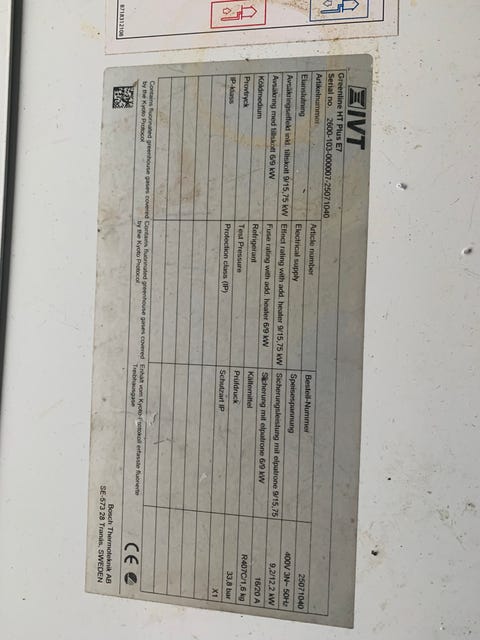 8718312108
IVT
Greenline HT Plus E7
Serial no. 2600-103-000007-25071040
Artikelnummer Article number Bestell-Nummer 25071040
Elanslutning Electrical supply Speisespannung 400V 3N~50Hz
Avsäkringseffekt inkl. tillskott 9/15,75 kW Effect rating with add. heater 9/15,75 kW Sicherungsleistung mit elpatrone 9/15,75 9,2/12,2 kW
Avsäkring med tillskott 6/9 kW Fuse rating with add. heater 6/9 kW Sicherung mit elpatrone 6/9 kW 16/20 A
Köldmedium Refrigerant Kältemittel R407C/1,6 kg
Provtryck Test Pressure Prüfdruck 33,8 bar
IP-klass Protection class (IP) Schutzart IP X1
Contains fluorinated greenhouse gases covered by the Kyoto Protocol
Contains fluorinated greenhouse gases covered by the Kyoto Protocol
Enhält vom Kyoto-Protokoll erfasste fluorierte Treibhausgase
CE
Bosch Thermoteknik AB
SE-573 28 Tranås, SWEDEN